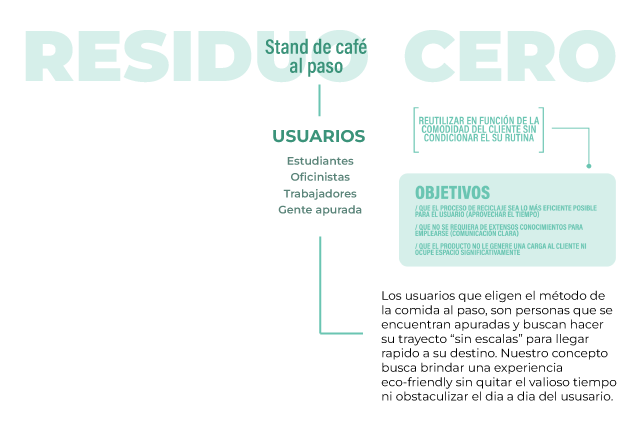 RESIDUO CERO
Stand de café
al paso
USUARIOS
Estudiantes
Oficinistas
Trabajadores
Gente apurada
REUTILIZAR EN FUNCIÓN DE LA
COMODIDAD DEL CLIENTE SIN
CONDICIONAR EL SU RUTINA
OBJETIVOS
/ QUE EL PROCESO DE RECICLAJE SEA LO MÁS EFICIENTE POSIBLE
PARA EL USUARIO (APROVECHAR EL TIEMPO)
/ QUE NO SE REQUIERA DE EXTENSOS CONOCIMIENTOS PARA
EMPLEARSE (COMUNICACIÓN CLARA)
/ QUE EL PRODUCTO NO LE GENERE UNA CARGA AL CLIENTE NI
OCUPE ESPACIO SIGNIFICATIVAMENTE
Los usuarios que eligen el método de
la comida al paso, son personas que se
encuentran apuradas y buscan hacer
su trayecto “sin escalas” para llegar
rapido a su destino. Nuestro concepto
busca brindar una experiencia
eco-friendly sin quitar el valioso tiempo
ni obstaculizar el dia a dia del ususario.